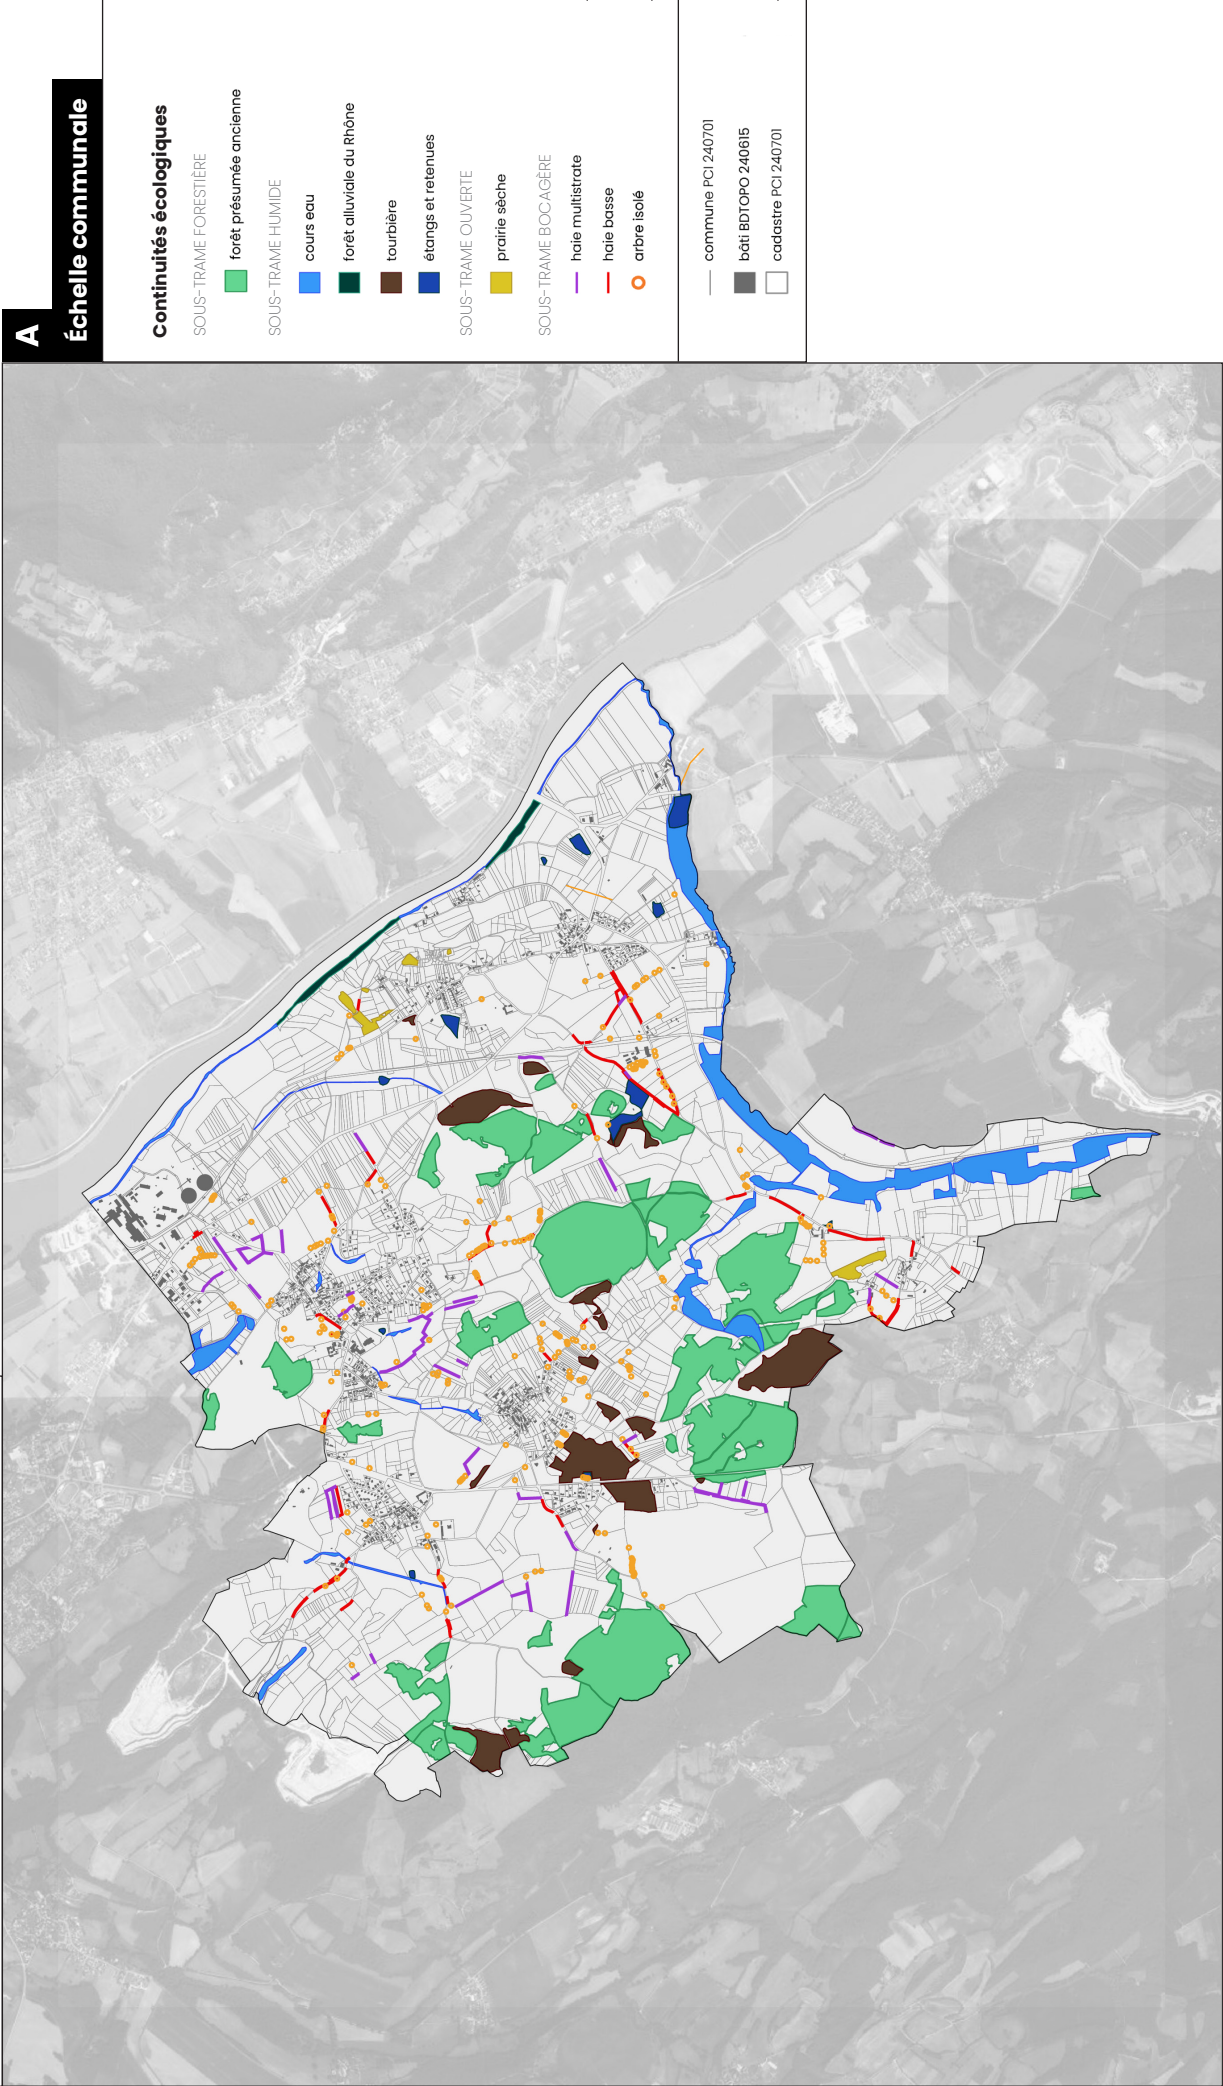 A
Échelle communale
Continuités écologiques
SOUS-TRAME FORESTIÈRE
forêt présumée ancienne
SOUS-TRAME HUMIDE
cours eau
forêt alluviale du Rhône
tourbière
étangs et retenues
SOUS-TRAME OUVERTE
prairie sèche
SOUS-TRAME BOCAGÈRE
haie multistrate
haie basse
arbre isolé
commune PCI 240701
bâti BDTOPO 240615
cadastre PCI 240701